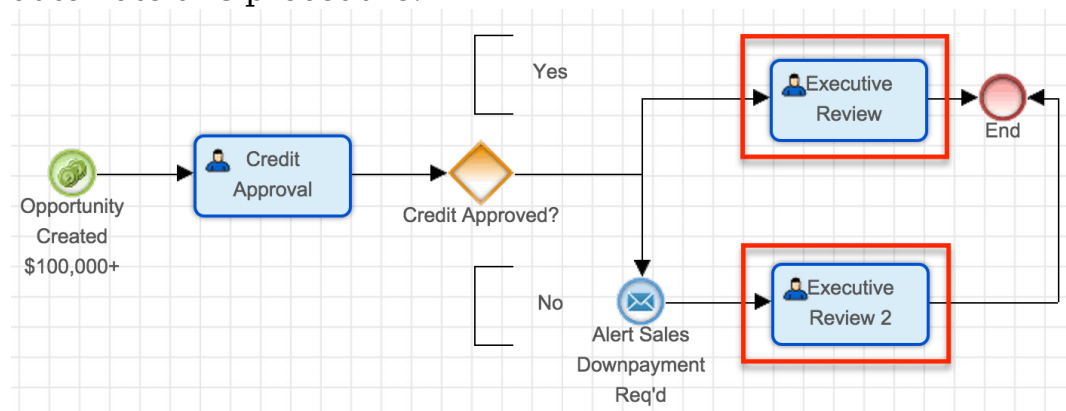 Yes
Executive
Review
End
Credit
Approval
Opportunity
Created
$100,000+
Credit Approved?
No
Executive
Review 2
Alert Sales
Downpayment
Req'd